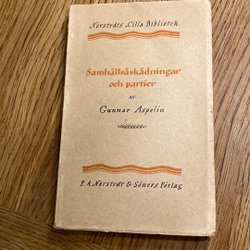 Norstedts Lilla Bibliotek
Samhällsåskådningar
och partier
av
Gunnar Aspelin
P. A. Norstedt & Söners Förlag